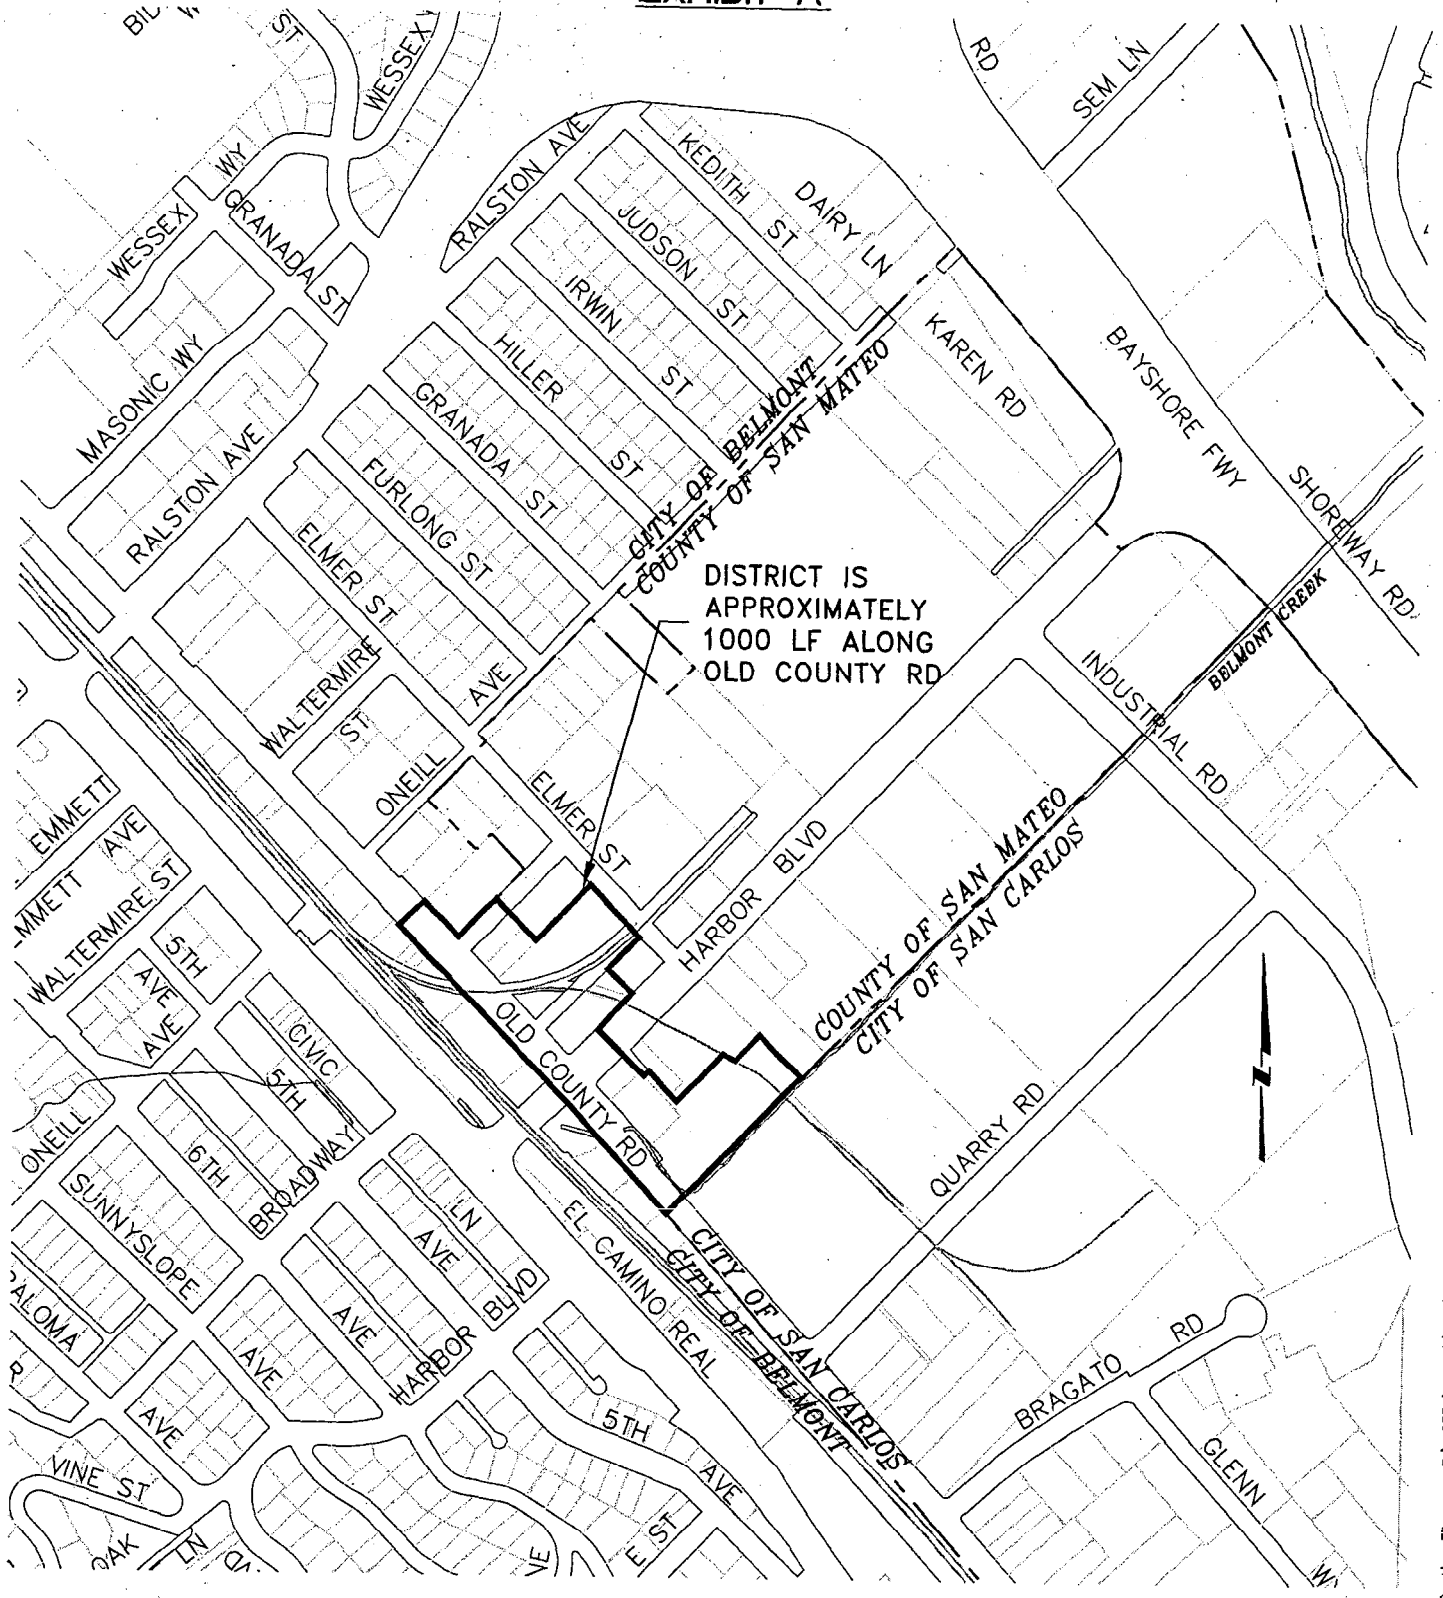 EXHIBIT "A"
WESSEX
ST
RD
SEM LN
WY
WESSEX
GRANADA ST
RALSTON AVE
KEDITH ST
DAIRY LN
JUDSON ST
IRWIN ST
HILLER ST
GRANADA ST
FURLONG ST
ELMER ST
MASONIC WY
RALSTON AVE
KAREN RD
BAYSHORE FWY
SHOREWAY RD
CITY OF BELMONT
COUNTY OF SAN MATEO
DISTRICT IS
APPROXIMATELY
1000 LF ALONG
OLD COUNTY RD
BELMONT CREEK
INDUSTRIAL RD
WALTERMIRE ST
AVE
ONEILL
ELMER ST
HARBOR BLVD
COUNTY OF SAN MATEO
CITY OF SAN CARLOS
EMMETT AVE
EMMETT AVE
WALTERMIRE ST
5TH
AVE
AVE
CIVIC
5TH
OLD COUNTY RD
ONEILL
6TH
BROADWAY
QUARRY RD
SUNNYSLOPE
LN
AVE
EL CAMINO REAL
CITY OF SAN CARLOS
CITY OF BELMONT
PALOMA
AVE
AVE
AVE
HARBOR BLVD
BRAGATO RD
5TH AVE
GLENN
VINE ST
OAK
LN
E ST